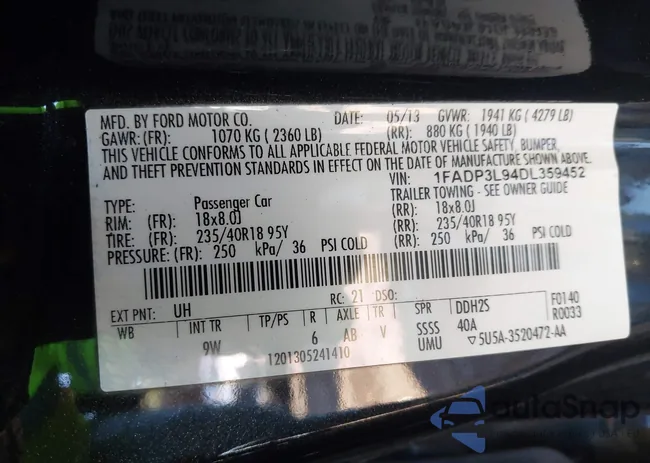 MFD. BY FORD MOTOR CO. DATE: 05/13 GVWR: 1941 KG (4279 LB)
GAWR: (FR): 1070 KG (2360 LB) (RR): 880 KG (1940 LB)
THIS VEHICLE CONFORMS TO ALL APPLICABLE FEDERAL MOTOR VEHICLE SAFETY, BUMPER,
AND THEFT PREVENTION STANDARDS IN EFFECT ON THE DATE OF MANUFACTURE SHOWN ABOVE.
VIN: 1FADP3L94DL359452
TYPE: Passenger Car TRAILER TOWING - SEE OWNER GUIDE
RIM: (FR): 18x8.0J (RR): 18x8.0J
TIRE: (FR): 235/40R18 95Y (RR): 235/40R18 95Y
PRESSURE: (FR): 250 kPa/ 36 PSI COLD (RR): 250 kPa/ 36 PSI COLD
EXT PNT: UH RC: 21 DSO: F0140
WB INT TR TP/PS R AXLE TR SPR DDH2S R0033
9W 6 AB V SSSS 40A
1201305241410 UMU ▽5U5A-3520472-AA
autoSnap